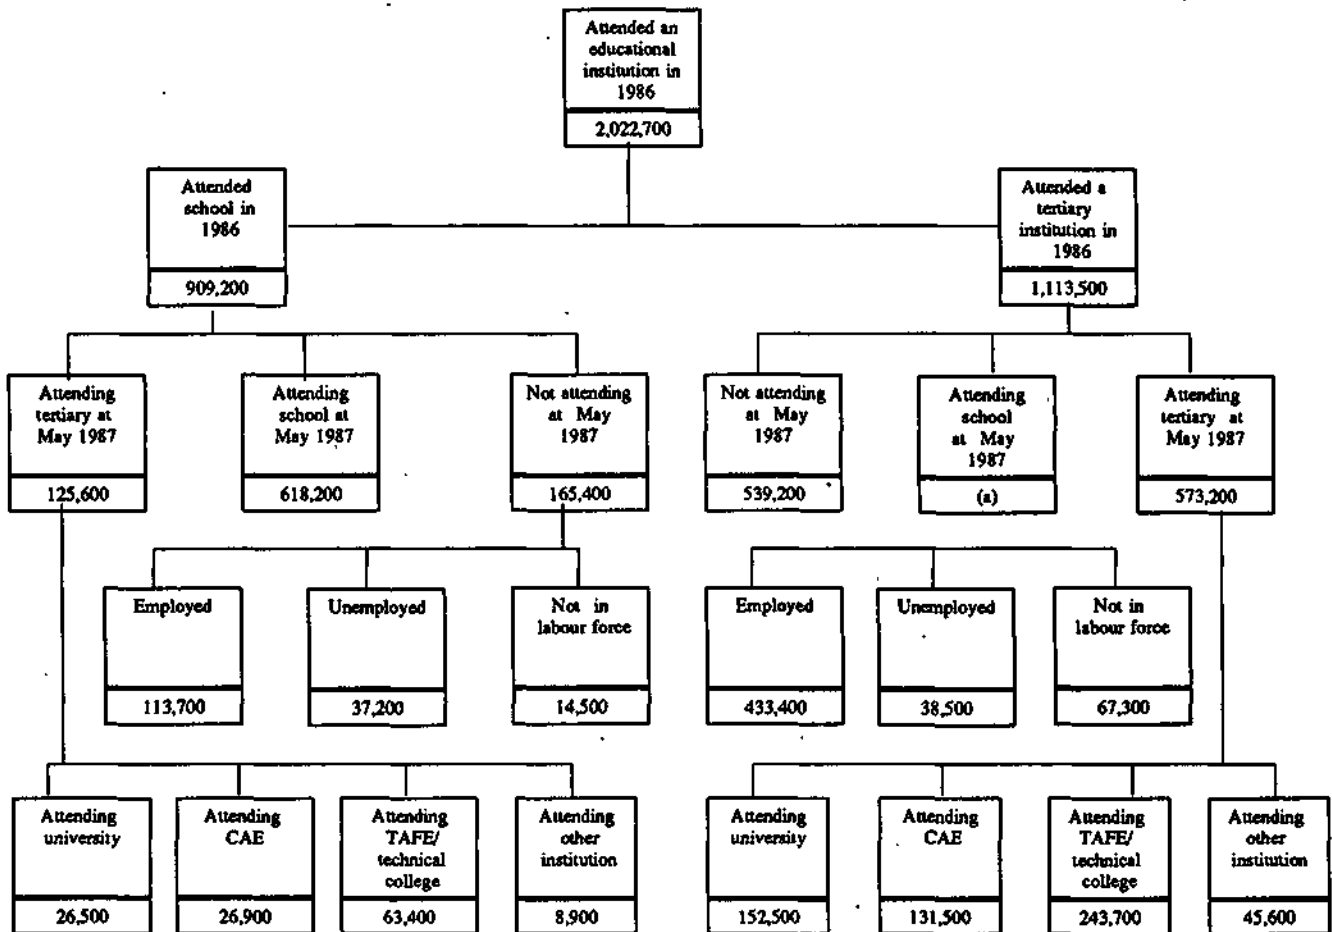 Attended an
educational
institution in
1986
2,022,700
Attended
school in
1986
909,200
Attended a
tertiary
institution in
1986
1,113,500
Attending
tertiary at
May 1987
125,600
Attending
school at
May 1987
618,200
Not attending
at May
1987
165,400
Not attending
at May
1987
539,200
Attending
school
at May
1987
(a)
Attending
tertiary at
May 1987
573,200
Employed
113,700
Unemployed
37,200
Not in
labour force
14,500
Employed
433,400
Unemployed
38,500
Not in
labour force
67,300
Attending
university
26,500
Attending
CAE
26,900
Attending
TAFE/
technical
college
63,400
Attending
other
institution
8,900
Attending
university
152,500
Attending
CAE
131,500
Attending
TAFE/
technical
college
243,700
Attending
other
institution
45,600